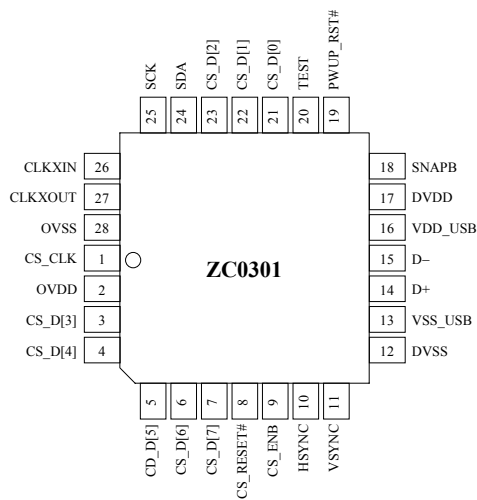 SCK
SDA
CS_D[2]
CS_D[1]
CS_D[0]
TEST
PWUP_RST#
25
24
23
22
21
20
19
CLKXIN 26
CLKXOUT 27
OVSS 28
CS_CLK 1
OVDD 2
CS_D[3] 3
CS_D[4] 4
ZC0301
18 SNAPB
17 DVDD
16 VDD_USB
15 D–
14 D+
13 VSS_USB
12 DVSS
5
6
7
8
9
10
11
CD_D[5]
CS_D[6]
CS_D[7]
CS_RESET#
CS_ENB
HSYNC
VSYNC